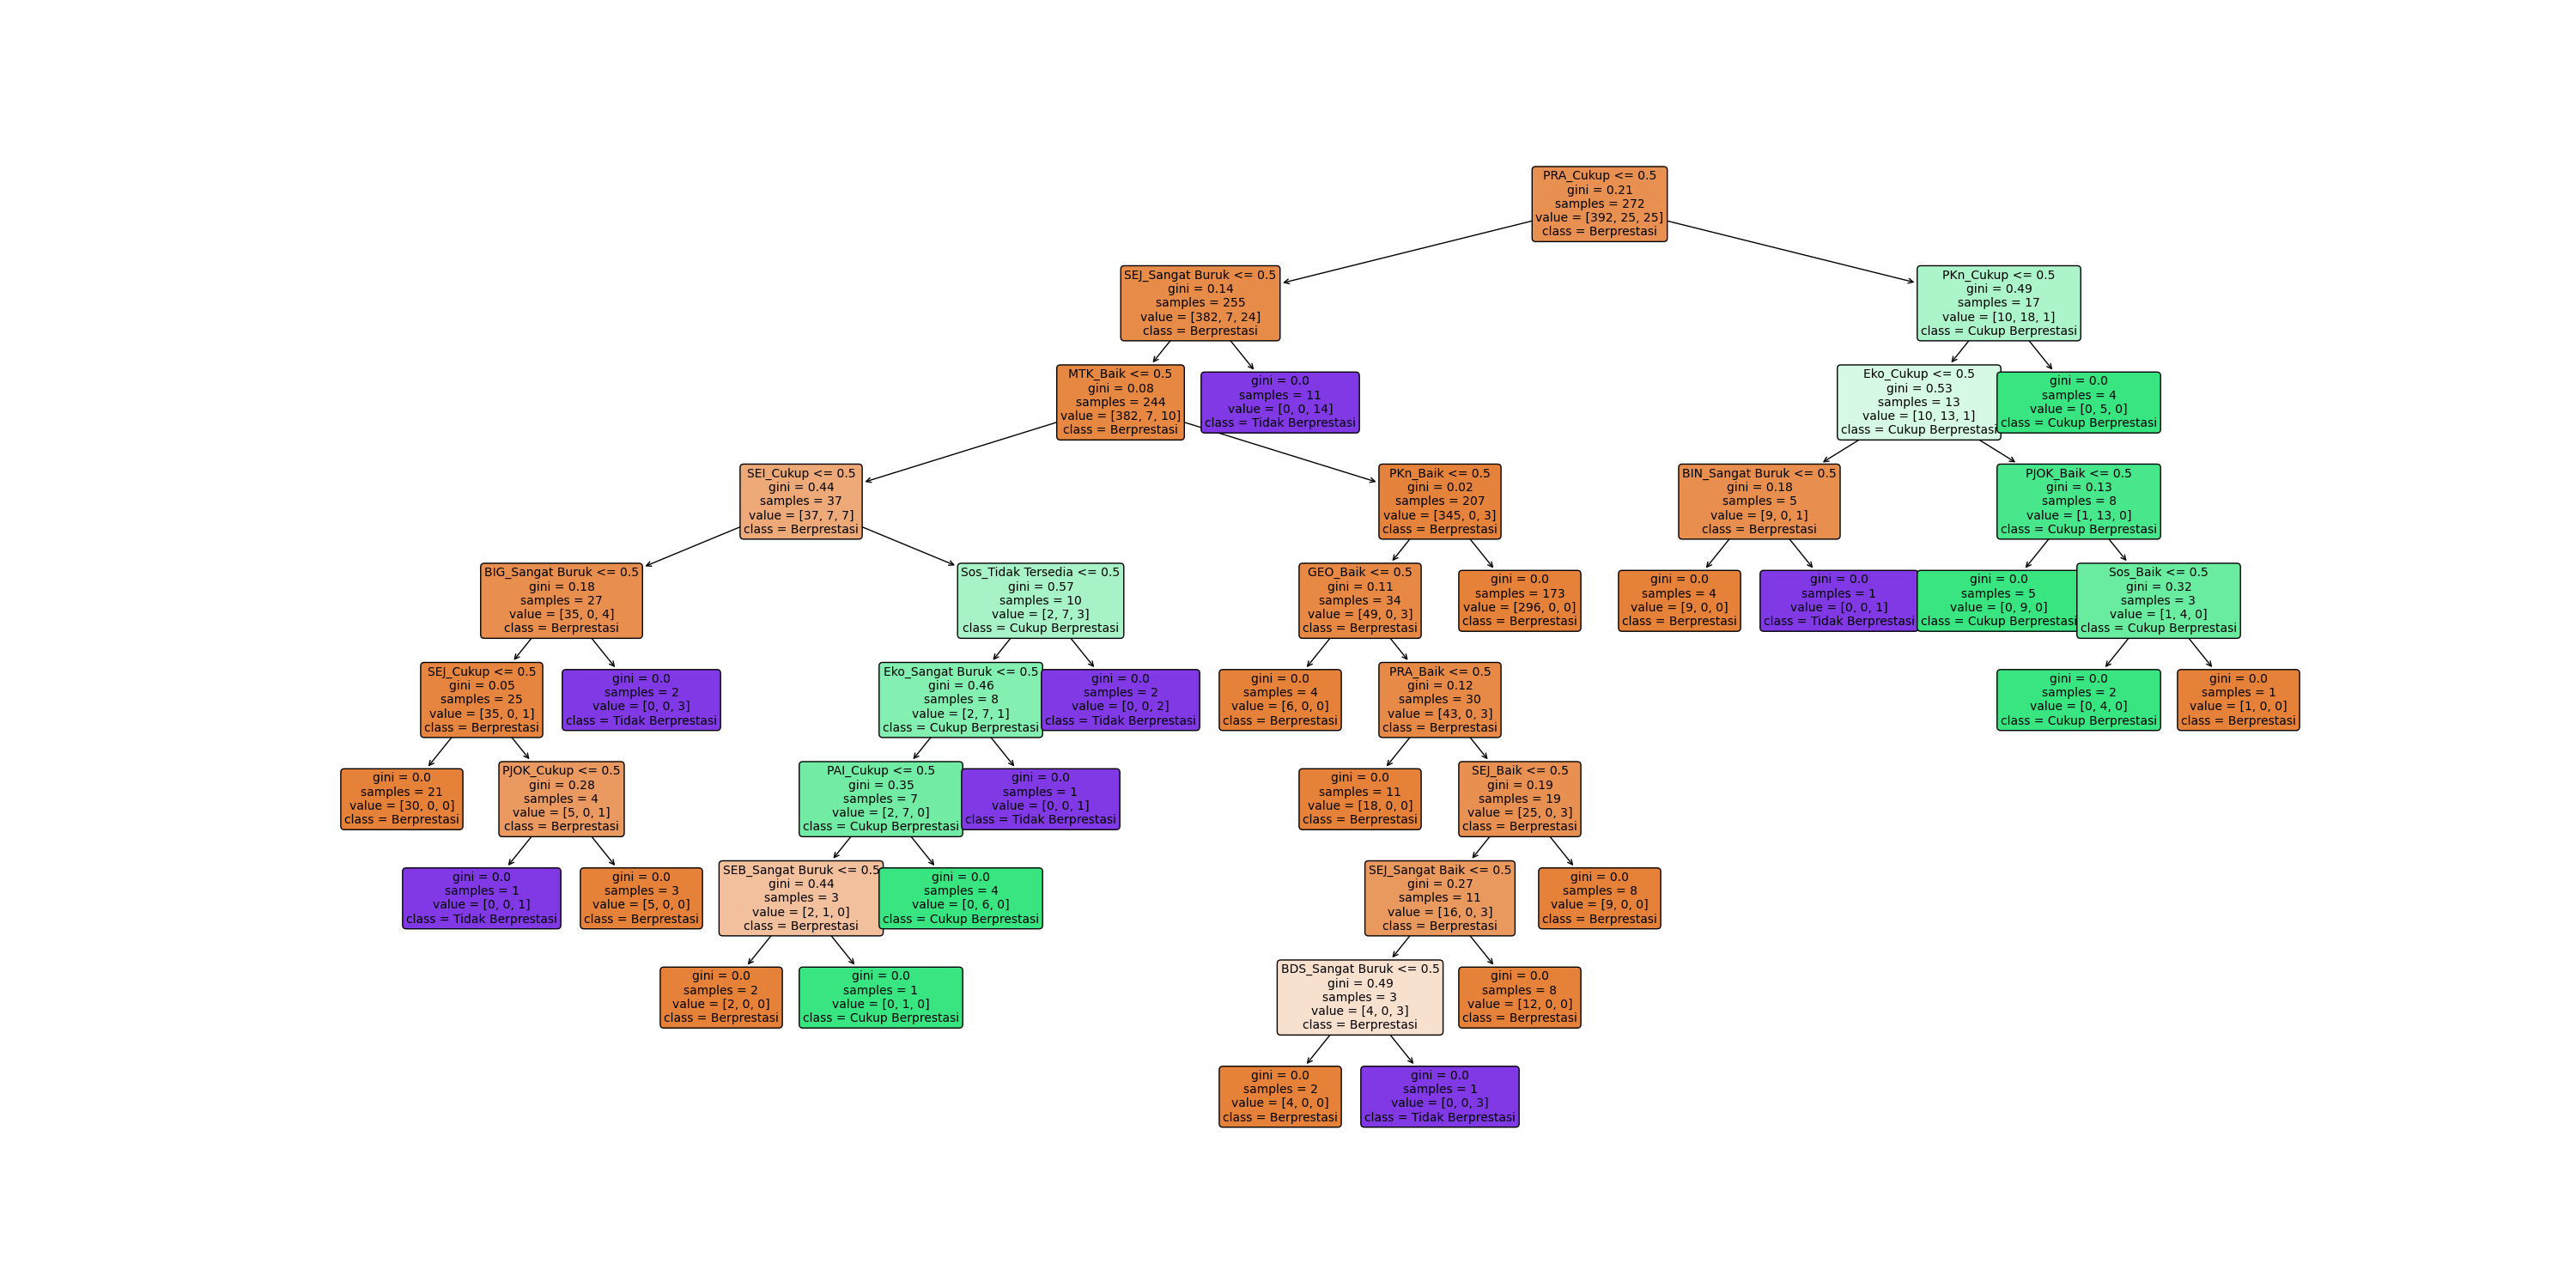 PRA_Cukup <= 0.5
gini = 0.21
samples = 272
value = [392, 25, 25]
class = Berprestasi
SEJ_Sangat Buruk <= 0.5
gini = 0.14
samples = 255
value = [382, 7, 24]
class = Berprestasi
PKn_Cukup <= 0.5
gini = 0.49
samples = 17
value = [10, 18, 1]
class = Cukup Berprestasi
MTK_Baik <= 0.5
gini = 0.08
samples = 244
value = [382, 7, 10]
class = Berprestasi
gini = 0.0
samples = 11
value = [0, 0, 14]
class = Tidak Berprestasi
Eko_Cukup <= 0.5
gini = 0.53
samples = 13
value = [10, 13, 1]
class = Cukup Berprestasi
gini = 0.0
samples = 4
value = [0, 5, 0]
class = Cukup Berprestasi
SEI_Cukup <= 0.5
gini = 0.44
samples = 37
value = [37, 7, 7]
class = Berprestasi
PKn_Baik <= 0.5
gini = 0.02
samples = 207
value = [345, 0, 3]
class = Berprestasi
BIN_Sangat Buruk <= 0.5
gini = 0.18
samples = 5
value = [9, 0, 1]
class = Berprestasi
PJOK_Baik <= 0.5
gini = 0.13
samples = 8
value = [1, 13, 0]
class = Cukup Berprestasi
BIG_Sangat Buruk <= 0.5
gini = 0.18
samples = 27
value = [35, 0, 4]
class = Berprestasi
Sos_Tidak Tersedia <= 0.5
gini = 0.57
samples = 10
value = [2, 7, 3]
class = Cukup Berprestasi
GEO_Baik <= 0.5
gini = 0.11
samples = 34
value = [49, 0, 3]
class = Berprestasi
gini = 0.0
samples = 173
value = [296, 0, 0]
class = Berprestasi
gini = 0.0
samples = 4
value = [9, 0, 0]
class = Berprestasi
gini = 0.0
samples = 1
value = [0, 0, 1]
class = Tidak Berprestasi
gini = 0.0
samples = 5
value = [0, 9, 0]
class = Cukup Berprestasi
Sos_Baik <= 0.5
gini = 0.32
samples = 3
value = [1, 4, 0]
class = Cukup Berprestasi
SEJ_Cukup <= 0.5
gini = 0.05
samples = 25
value = [35, 0, 1]
class = Berprestasi
gini = 0.0
samples = 2
value = [0, 0, 3]
class = Tidak Berprestasi
Eko_Sangat Buruk <= 0.5
gini = 0.46
samples = 8
value = [2, 7, 1]
class = Cukup Berprestasi
gini = 0.0
samples = 2
value = [0, 0, 2]
class = Tidak Berprestasi
gini = 0.0
samples = 4
value = [6, 0, 0]
class = Berprestasi
PRA_Baik <= 0.5
gini = 0.12
samples = 30
value = [43, 0, 3]
class = Berprestasi
gini = 0.0
samples = 2
value = [0, 4, 0]
class = Cukup Berprestasi
gini = 0.0
samples = 1
value = [1, 0, 0]
class = Berprestasi
gini = 0.0
samples = 21
value = [30, 0, 0]
class = Berprestasi
PJOK_Cukup <= 0.5
gini = 0.28
samples = 4
value = [5, 0, 1]
class = Berprestasi
PAI_Cukup <= 0.5
gini = 0.35
samples = 7
value = [2, 7, 0]
class = Cukup Berprestasi
gini = 0.0
samples = 1
value = [0, 0, 1]
class = Tidak Berprestasi
gini = 0.0
samples = 11
value = [18, 0, 0]
class = Berprestasi
SEJ_Baik <= 0.5
gini = 0.19
samples = 19
value = [25, 0, 3]
class = Berprestasi
gini = 0.0
samples = 1
value = [0, 0, 1]
class = Tidak Berprestasi
gini = 0.0
samples = 3
value = [5, 0, 0]
class = Berprestasi
SEB_Sangat Buruk <= 0.5
gini = 0.44
samples = 3
value = [2, 1, 0]
class = Berprestasi
gini = 0.0
samples = 4
value = [0, 6, 0]
class = Cukup Berprestasi
SEJ_Sangat Baik <= 0.5
gini = 0.27
samples = 11
value = [16, 0, 3]
class = Berprestasi
gini = 0.0
samples = 8
value = [9, 0, 0]
class = Berprestasi
gini = 0.0
samples = 2
value = [2, 0, 0]
class = Berprestasi
gini = 0.0
samples = 1
value = [0, 1, 0]
class = Cukup Berprestasi
BDS_Sangat Buruk <= 0.5
gini = 0.49
samples = 3
value = [4, 0, 3]
class = Berprestasi
gini = 0.0
samples = 8
value = [12, 0, 0]
class = Berprestasi
gini = 0.0
samples = 2
value = [4, 0, 0]
class = Berprestasi
gini = 0.0
samples = 1
value = [0, 0, 3]
class = Tidak Berprestasi